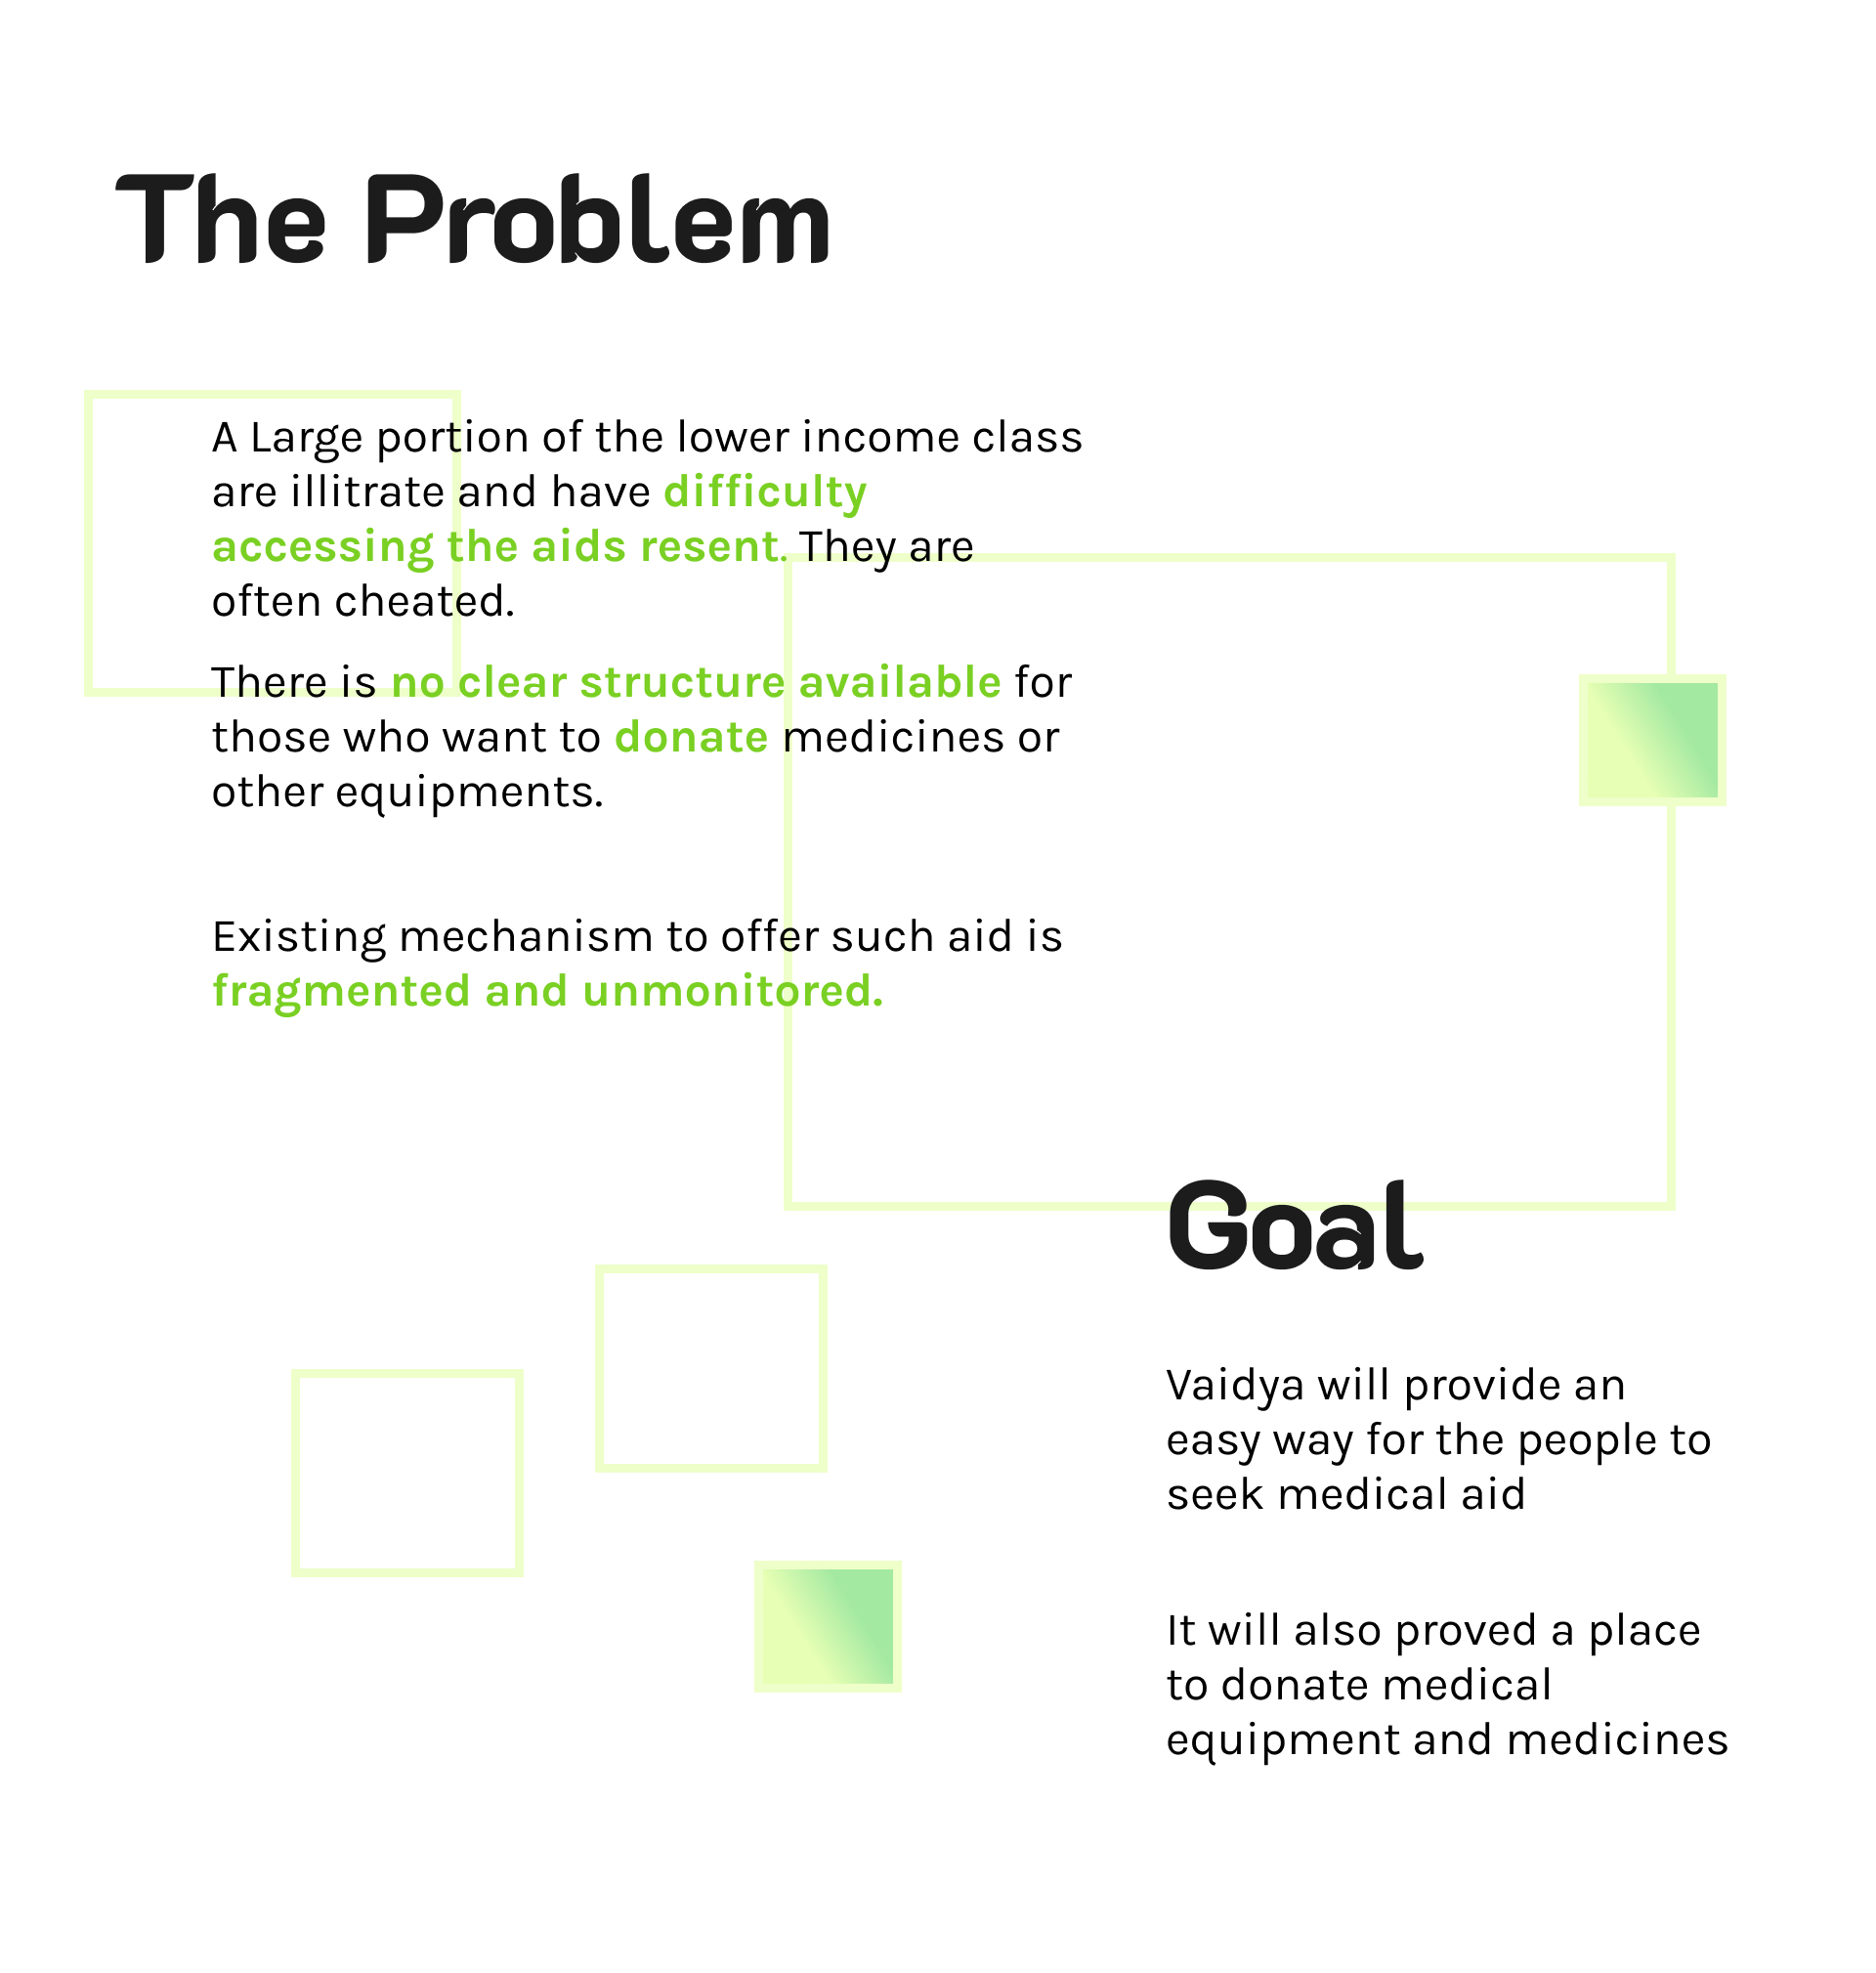 The Problem
A Large portion of the lower income class
are illitrate and have difficulty
accessing the aids resent. They are
often cheated.
There is no clear structure available for
those who want to donate medicines or
other equipments.
Existing mechanism to offer such aid is
fragmented and unmonitored.
Goal
Vaidya will provide an
easy way for the people to
seek medical aid
It will also proved a place
to donate medical
equipment and medicines